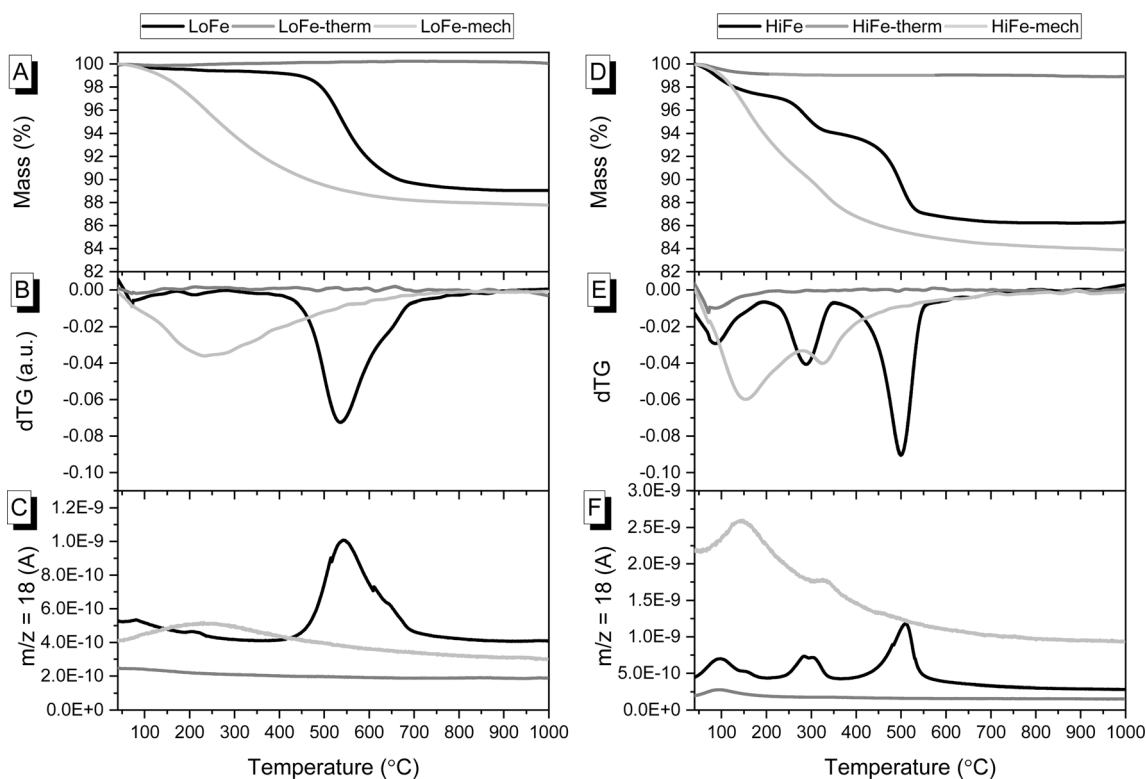 LoFe LoFe-therm LoFe-mech
HiFe HiFe-therm HiFe-mech
A
100
98
96
94
92
90
88
86
84
82
Mass (%)
D
100
98
96
94
92
90
88
86
84
82
Mass (%)
B
0.00
-0.02
-0.04
-0.06
-0.08
-0.10
dTG (a.u.)
E
0.00
-0.02
-0.04
-0.06
-0.08
-0.10
dTG
C
1.2E-9
1.0E-9
8.0E-10
6.0E-10
4.0E-10
2.0E-10
0.0E+0
m/z = 18 (A)
100 200 300 400 500 600 700 800 900 1000
Temperature (°C)
F
3.0E-9
2.5E-9
2.0E-9
1.5E-9
1.0E-9
5.0E-10
0.0E+0
m/z = 18 (A)
100 200 300 400 500 600 700 800 900 1000
Temperature (°C)